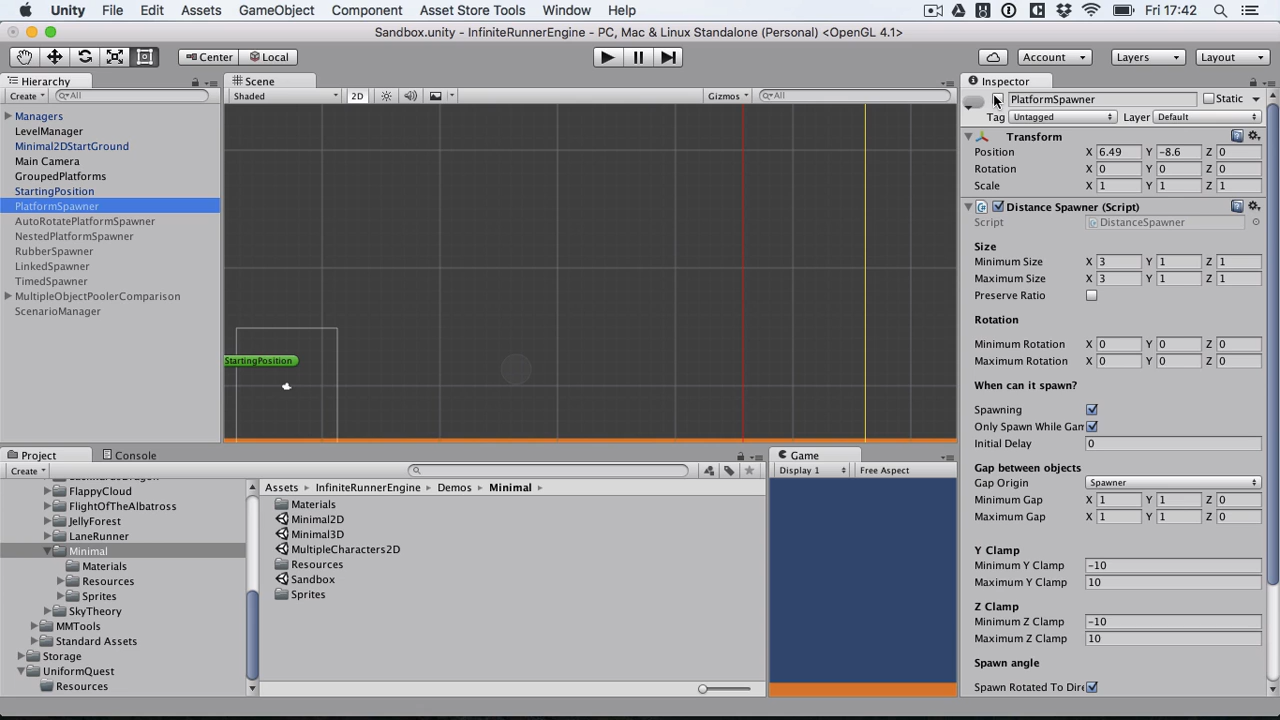 Unity File Edit Assets GameObject Component Asset Store Tools Window Help Fri 17:42
Sandbox.unity - InfiniteRunnerEngine - PC, Mac & Linux Standalone (Personal) <OpenGL 4.1>
Center Local Account Layers Layout
Hierarchy
Create All
Managers
LevelManager
Minimal2DStartGround
Main Camera
GroupedPlatforms
StartingPosition
PlatformSpawner
AutoRotatePlatformSpawner
NestedPlatformSpawner
RubberSpawner
LinkedSpawner
TimedSpawner
MultipleObjectPoolerComparison
ScenarioManager
Scene
Shaded 2D Gizmos All
StartingPosition
Inspector
PlatformSpawner Static
Tag Untagged Layer Default
Transform
Position X 6.49 Y -8.6 Z 0
Rotation X 0 Y 0 Z 0
Scale X 1 Y 1 Z 1
Distance Spawner (Script)
Script DistanceSpawner
Size
Minimum Size X 3 Y 1 Z 1
Maximum Size X 3 Y 1 Z 1
Preserve Ratio
Rotation
Minimum Rotation X 0 Y 0 Z 0
Maximum Rotation X 0 Y 0 Z 0
When can it spawn?
Spawning
Only Spawn While Gam
Initial Delay 0
Gap between objects
Gap Origin Spawner
Minimum Gap X 1 Y 1 Z 0
Maximum Gap X 1 Y 1 Z 0
Y Clamp
Minimum Y Clamp -10
Maximum Y Clamp 10
Z Clamp
Minimum Z Clamp -10
Maximum Z Clamp 10
Spawn angle
Spawn Rotated To Dire
Project Console
Create
FlappyCloud
FlightOfTheAlbatross
JellyForest
LaneRunner
Minimal
Materials
Resources
Sprites
SkyTheory
MMTools
Standard Assets
Storage
UniformQuest
Resources
Assets InfiniteRunnerEngine Demos Minimal
Materials
Minimal2D
Minimal3D
MultipleCharacters2D
Resources
Sandbox
Sprites
Game
Display 1 Free Aspect